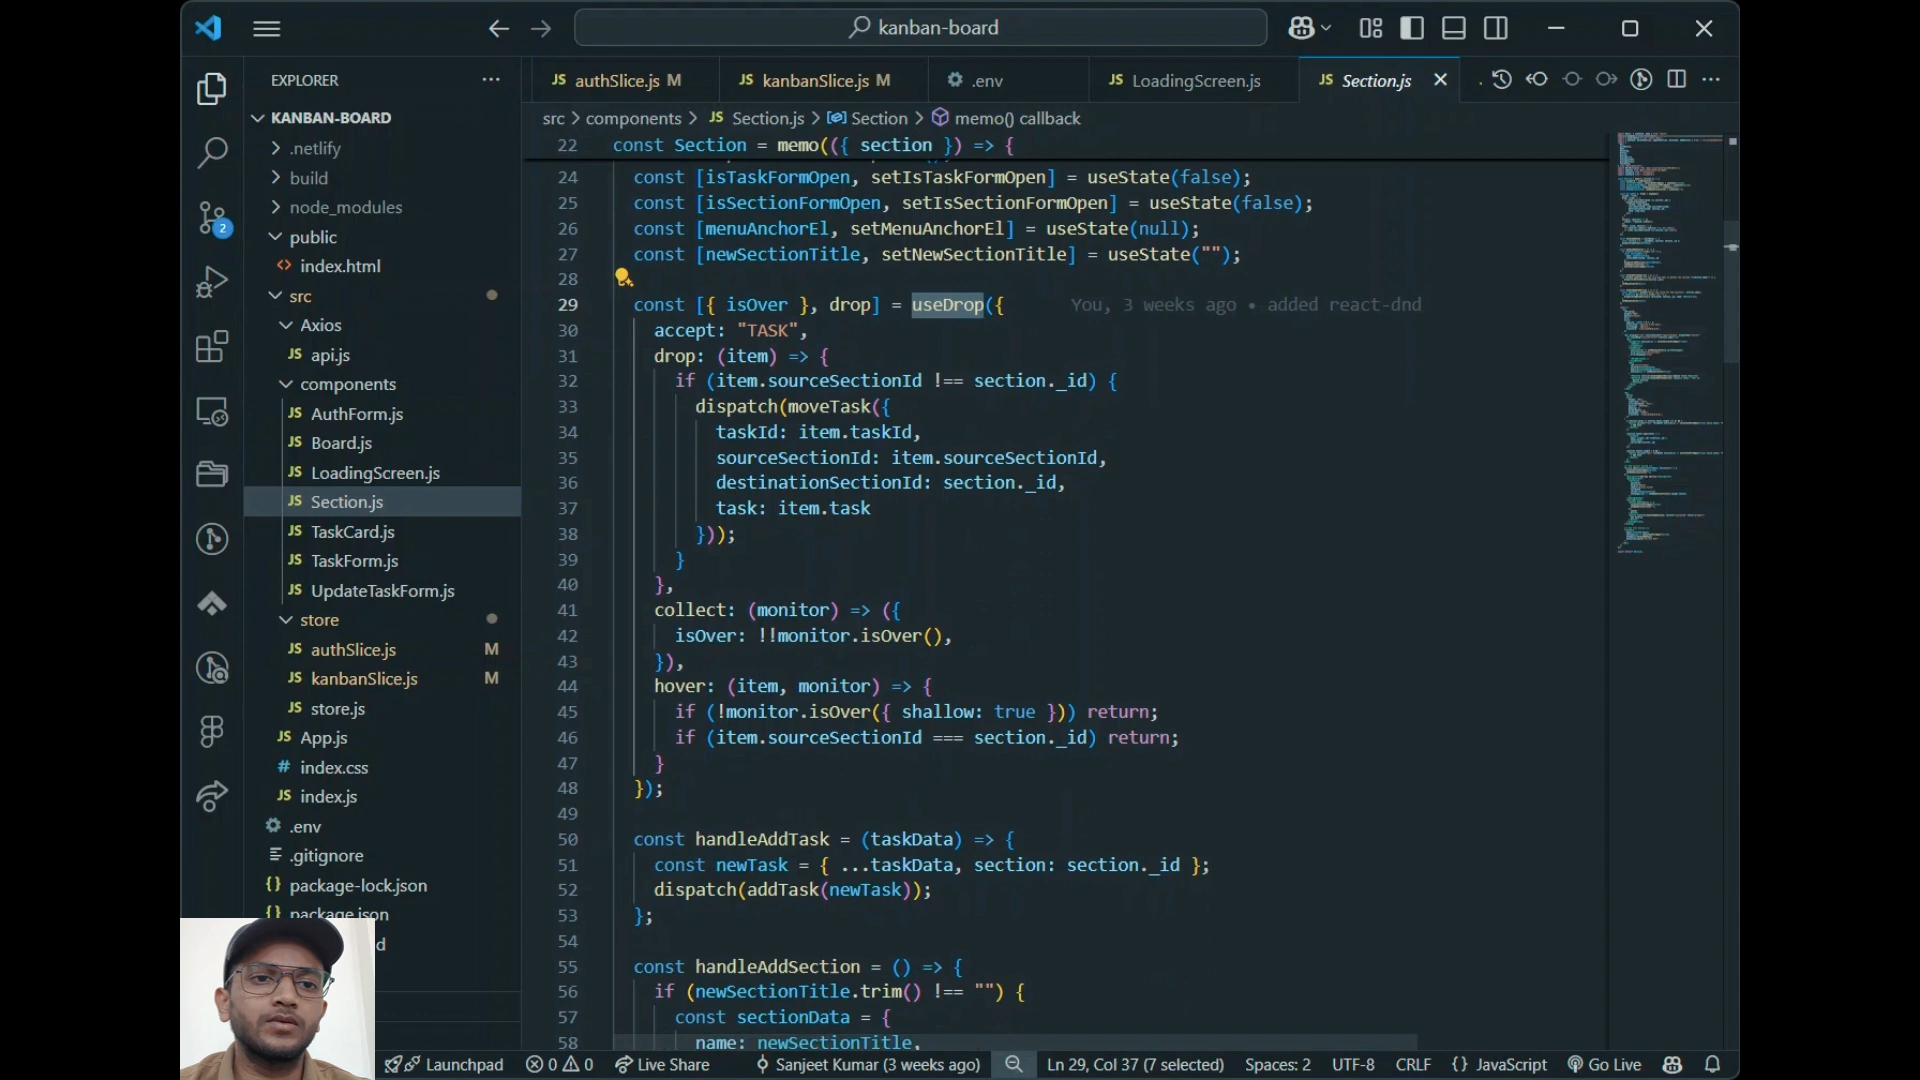 kanban-board
EXPLORER
KANBAN-BOARD
.netlify
build
node_modules
public
index.html
src
Axios
JS api.js
components
JS AuthForm.js
JS Board.js
JS LoadingScreen.js
JS Section.js
JS TaskCard.js
JS TaskForm.js
JS UpdateTaskForm.js
store
JS authSlice.js M
JS kanbanSlice.js M
JS store.js
JS App.js
# index.css
JS index.js
.env
.gitignore
{} package-lock.json
{} package.json
d
2
JS authSlice.js M
JS kanbanSlice.js M
.env
JS LoadingScreen.js
JS Section.js
src > components > JS Section.js > Section > memo() callback
22 const Section = memo(({ section }) => {
24 const [isTaskFormOpen, setIsTaskFormOpen] = useState(false);
25 const [isSectionFormOpen, setIsSectionFormOpen] = useState(false);
26 const [menuAnchorEl, setMenuAnchorEl] = useState(null);
27 const [newSectionTitle, setNewSectionTitle] = useState("");
28
29 const [{ isOver }, drop] = useDrop({ You, 3 weeks ago • added react-dnd
30 accept: "TASK",
31 drop: (item) => {
32 if (item.sourceSectionId !== section._id) {
33 dispatch(moveTask({
34 taskId: item.taskId,
35 sourceSectionId: item.sourceSectionId,
36 destinationSectionId: section._id,
37 task: item.task
38 }));
39 }
40 },
41 collect: (monitor) => ({
42 isOver: !!monitor.isOver(),
43 }),
44 hover: (item, monitor) => {
45 if (!monitor.isOver({ shallow: true })) return;
46 if (item.sourceSectionId === section._id) return;
47 }
48 });
49
50 const handleAddTask = (taskData) => {
51 const newTask = { ...taskData, section: section._id };
52 dispatch(addTask(newTask));
53 };
54
55 const handleAddSection = () => {
56 if (newSectionTitle.trim() !== "") {
57 const sectionData = {
58 name: newSectionTitle,
Launchpad 0 0 Live Share Sanjeet Kumar (3 weeks ago) Ln 29, Col 37 (7 selected) Spaces: 2 UTF-8 CRLF {} JavaScript Go Live